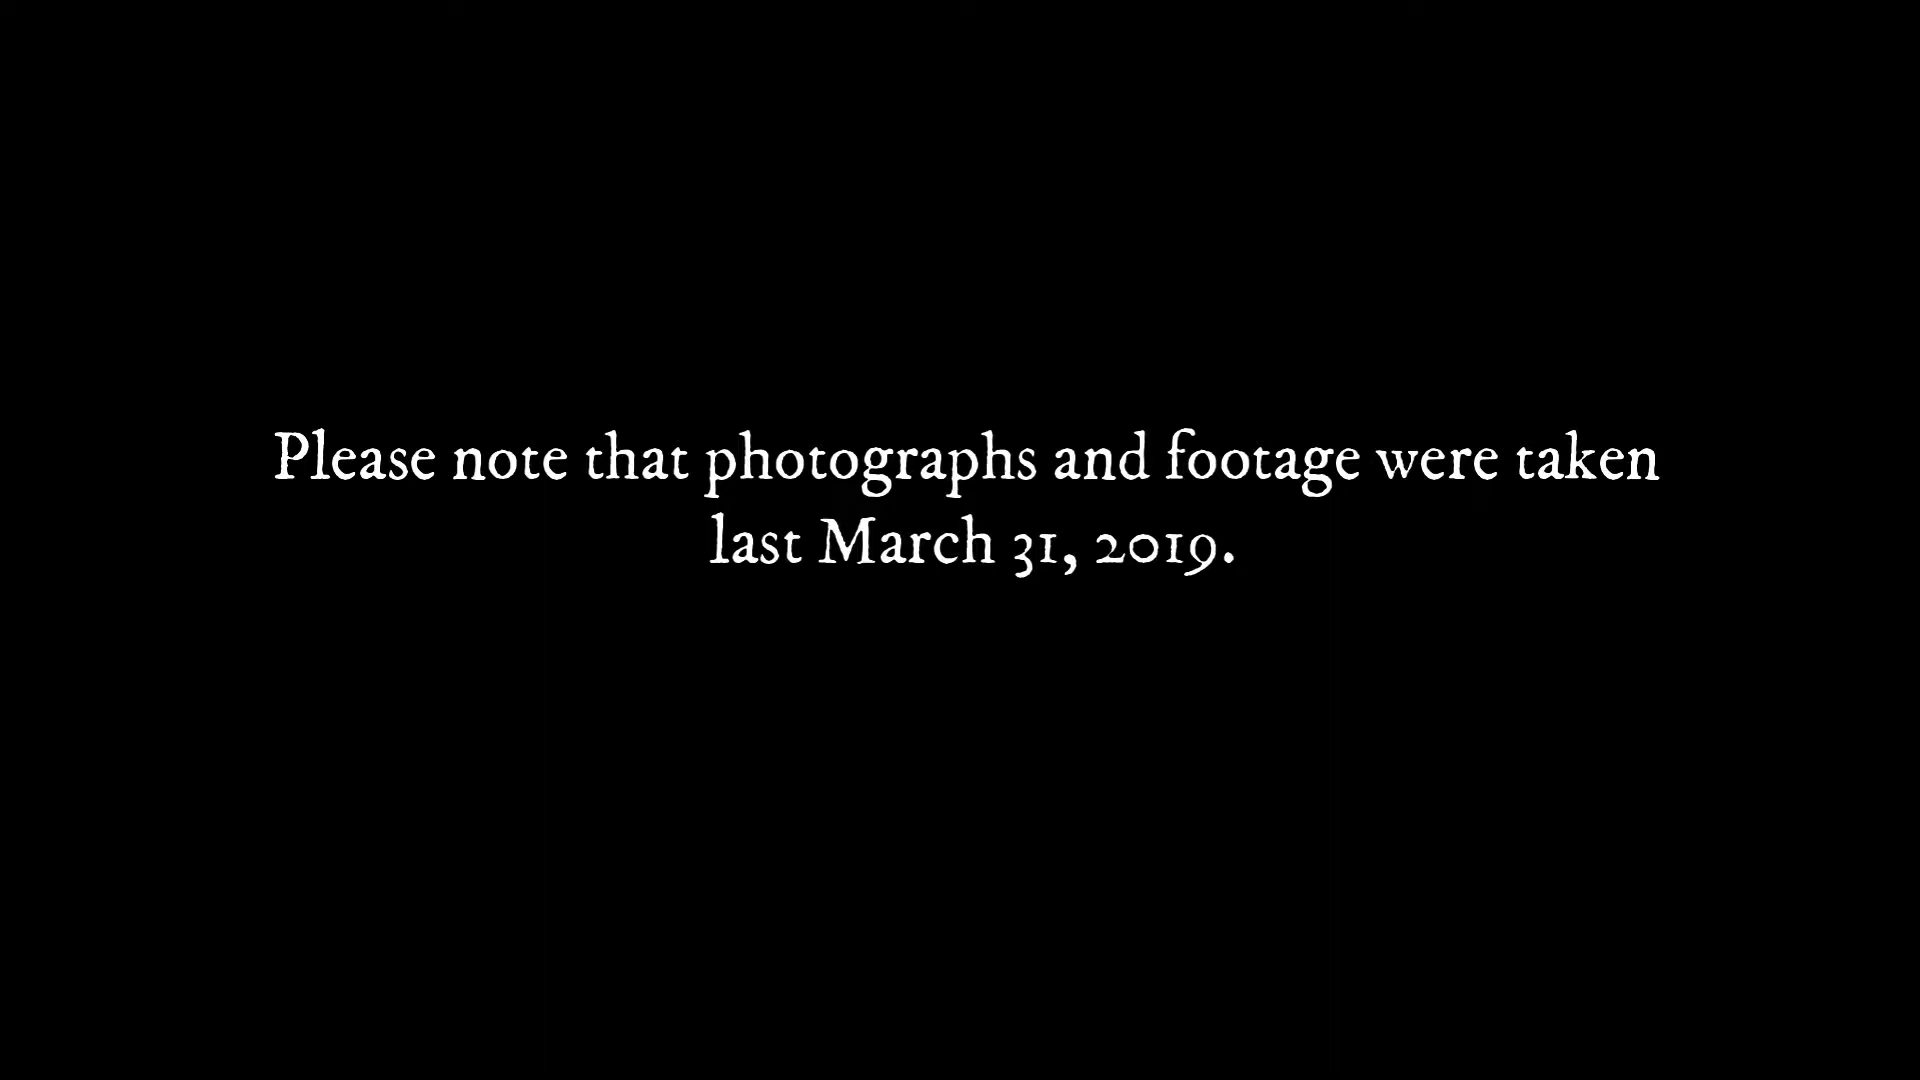 Please note that photographs and footage were taken
last March 31, 2019.